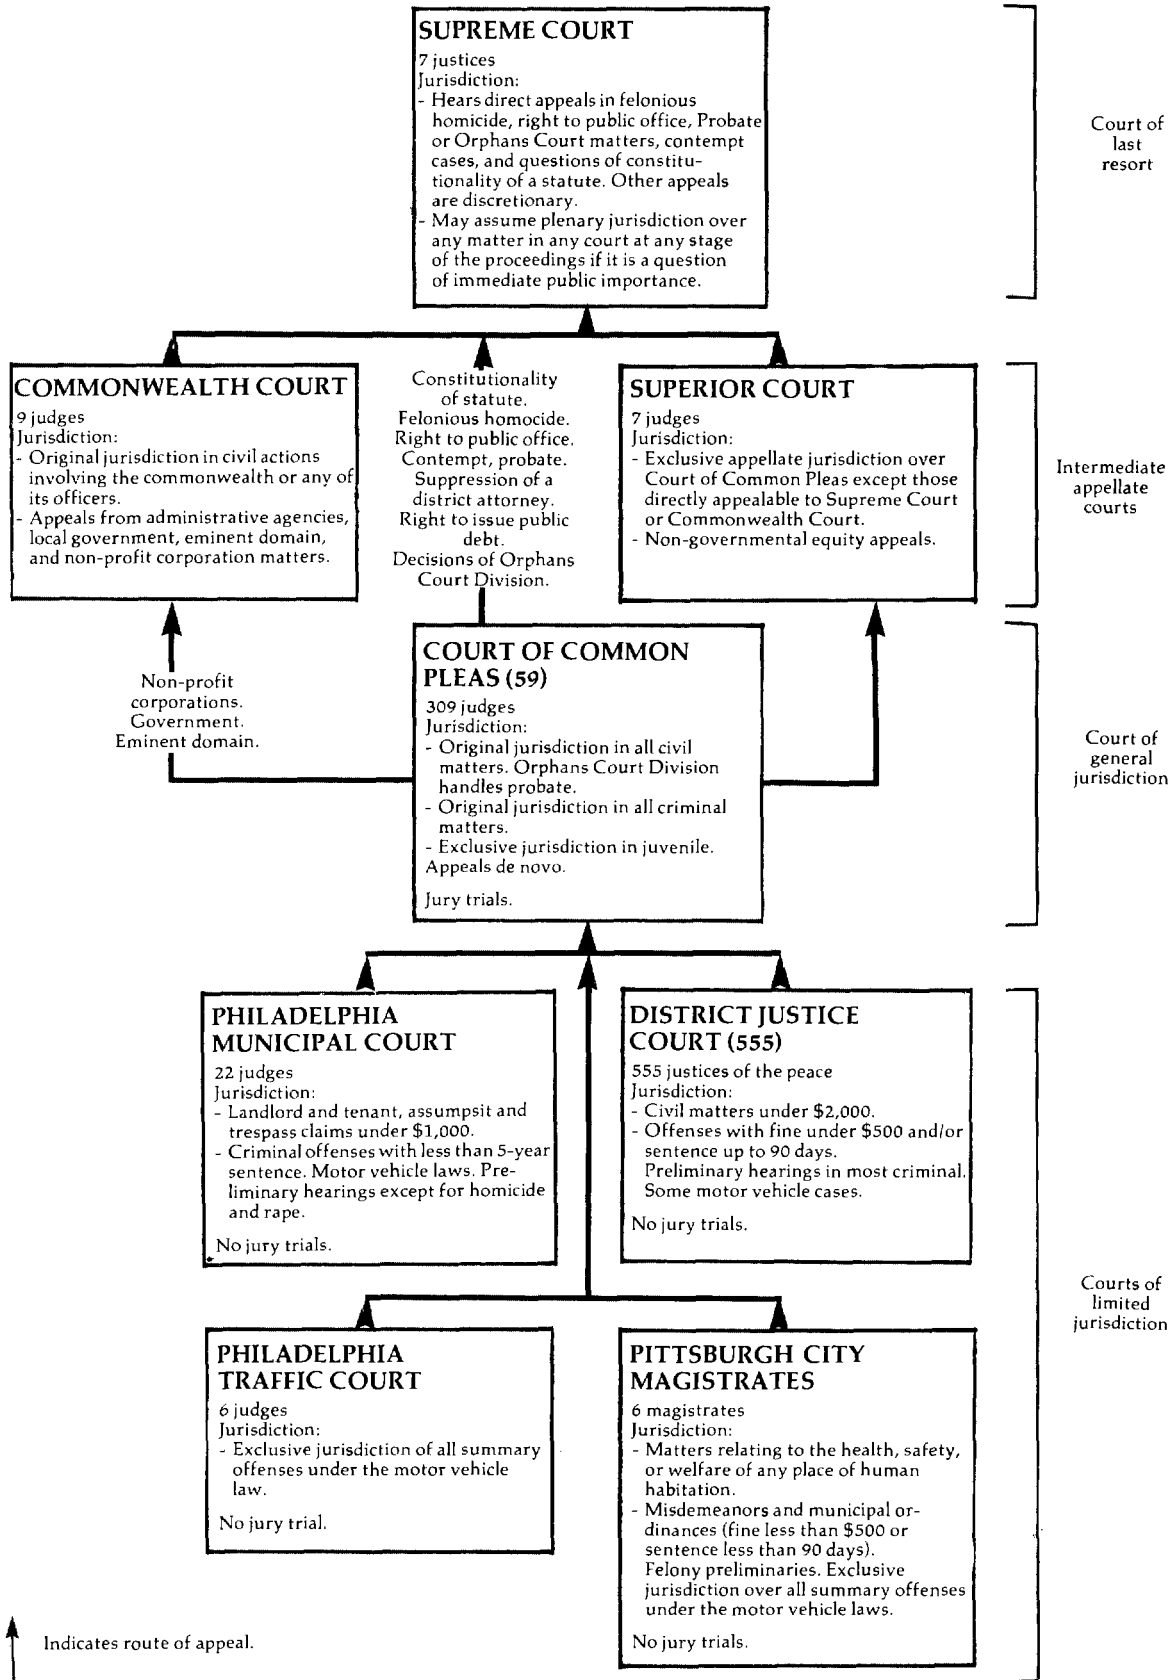 SUPREME COURT
7 justices
Jurisdiction:
- Hears direct appeals in felonious
homicide, right to public office, Probate
or Orphans Court matters, contempt
cases, and questions of constitu-
tionality of a statute. Other appeals
are discretionary.
- May assume plenary jurisdiction over
any matter in any court at any stage
of the proceedings if it is a question
of immediate public importance.
Court of
last
resort
COMMONWEALTH COURT
9 judges
Jurisdiction:
- Original jurisdiction in civil actions
involving the commonwealth or any of
its officers.
- Appeals from administrative agencies,
local government, eminent domain,
and non-profit corporation matters.
Constitutionality
of statute.
Felonious homocide.
Right to public office.
Contempt, probate.
Suppression of a
district attorney.
Right to issue public
debt.
Decisions of Orphans
Court Division.
SUPERIOR COURT
7 judges
Jurisdiction:
- Exclusive appellate jurisdiction over
Court of Common Pleas except those
directly appealable to Supreme Court
or Commonwealth Court.
- Non-governmental equity appeals.
Intermediate
appellate
courts
Non-profit
corporations.
Government.
Eminent domain.
COURT OF COMMON
PLEAS (59)
309 judges
Jurisdiction:
- Original jurisdiction in all civil
matters. Orphans Court Division
handles probate.
- Original jurisdiction in all criminal
matters.
- Exclusive jurisdiction in juvenile.
Appeals de novo.
Jury trials.
Court of
general
jurisdiction
PHILADELPHIA
MUNICIPAL COURT
22 judges
Jurisdiction:
- Landlord and tenant, assumpsit and
trespass claims under $1,000.
- Criminal offenses with less than 5-year
sentence. Motor vehicle laws. Pre-
liminary hearings except for homicide
and rape.
No jury trials.
DISTRICT JUSTICE
COURT (555)
555 justices of the peace
Jurisdiction:
- Civil matters under $2,000.
- Offenses with fine under $500 and/or
sentence up to 90 days.
Preliminary hearings in most criminal.
Some motor vehicle cases.
No jury trials.
Courts of
limited
jurisdiction
PHILADELPHIA
TRAFFIC COURT
6 judges
Jurisdiction:
- Exclusive jurisdiction of all summary
offenses under the motor vehicle
law.
No jury trial.
PITTSBURGH CITY
MAGISTRATES
6 magistrates
Jurisdiction:
- Matters relating to the health, safety,
or welfare of any place of human
habitation.
- Misdemeanors and municipal or-
dinances (fine less than $500 or
sentence less than 90 days).
Felony preliminaries. Exclusive
jurisdiction over all summary offenses
under the motor vehicle laws.
No jury trials.
Indicates route of appeal.